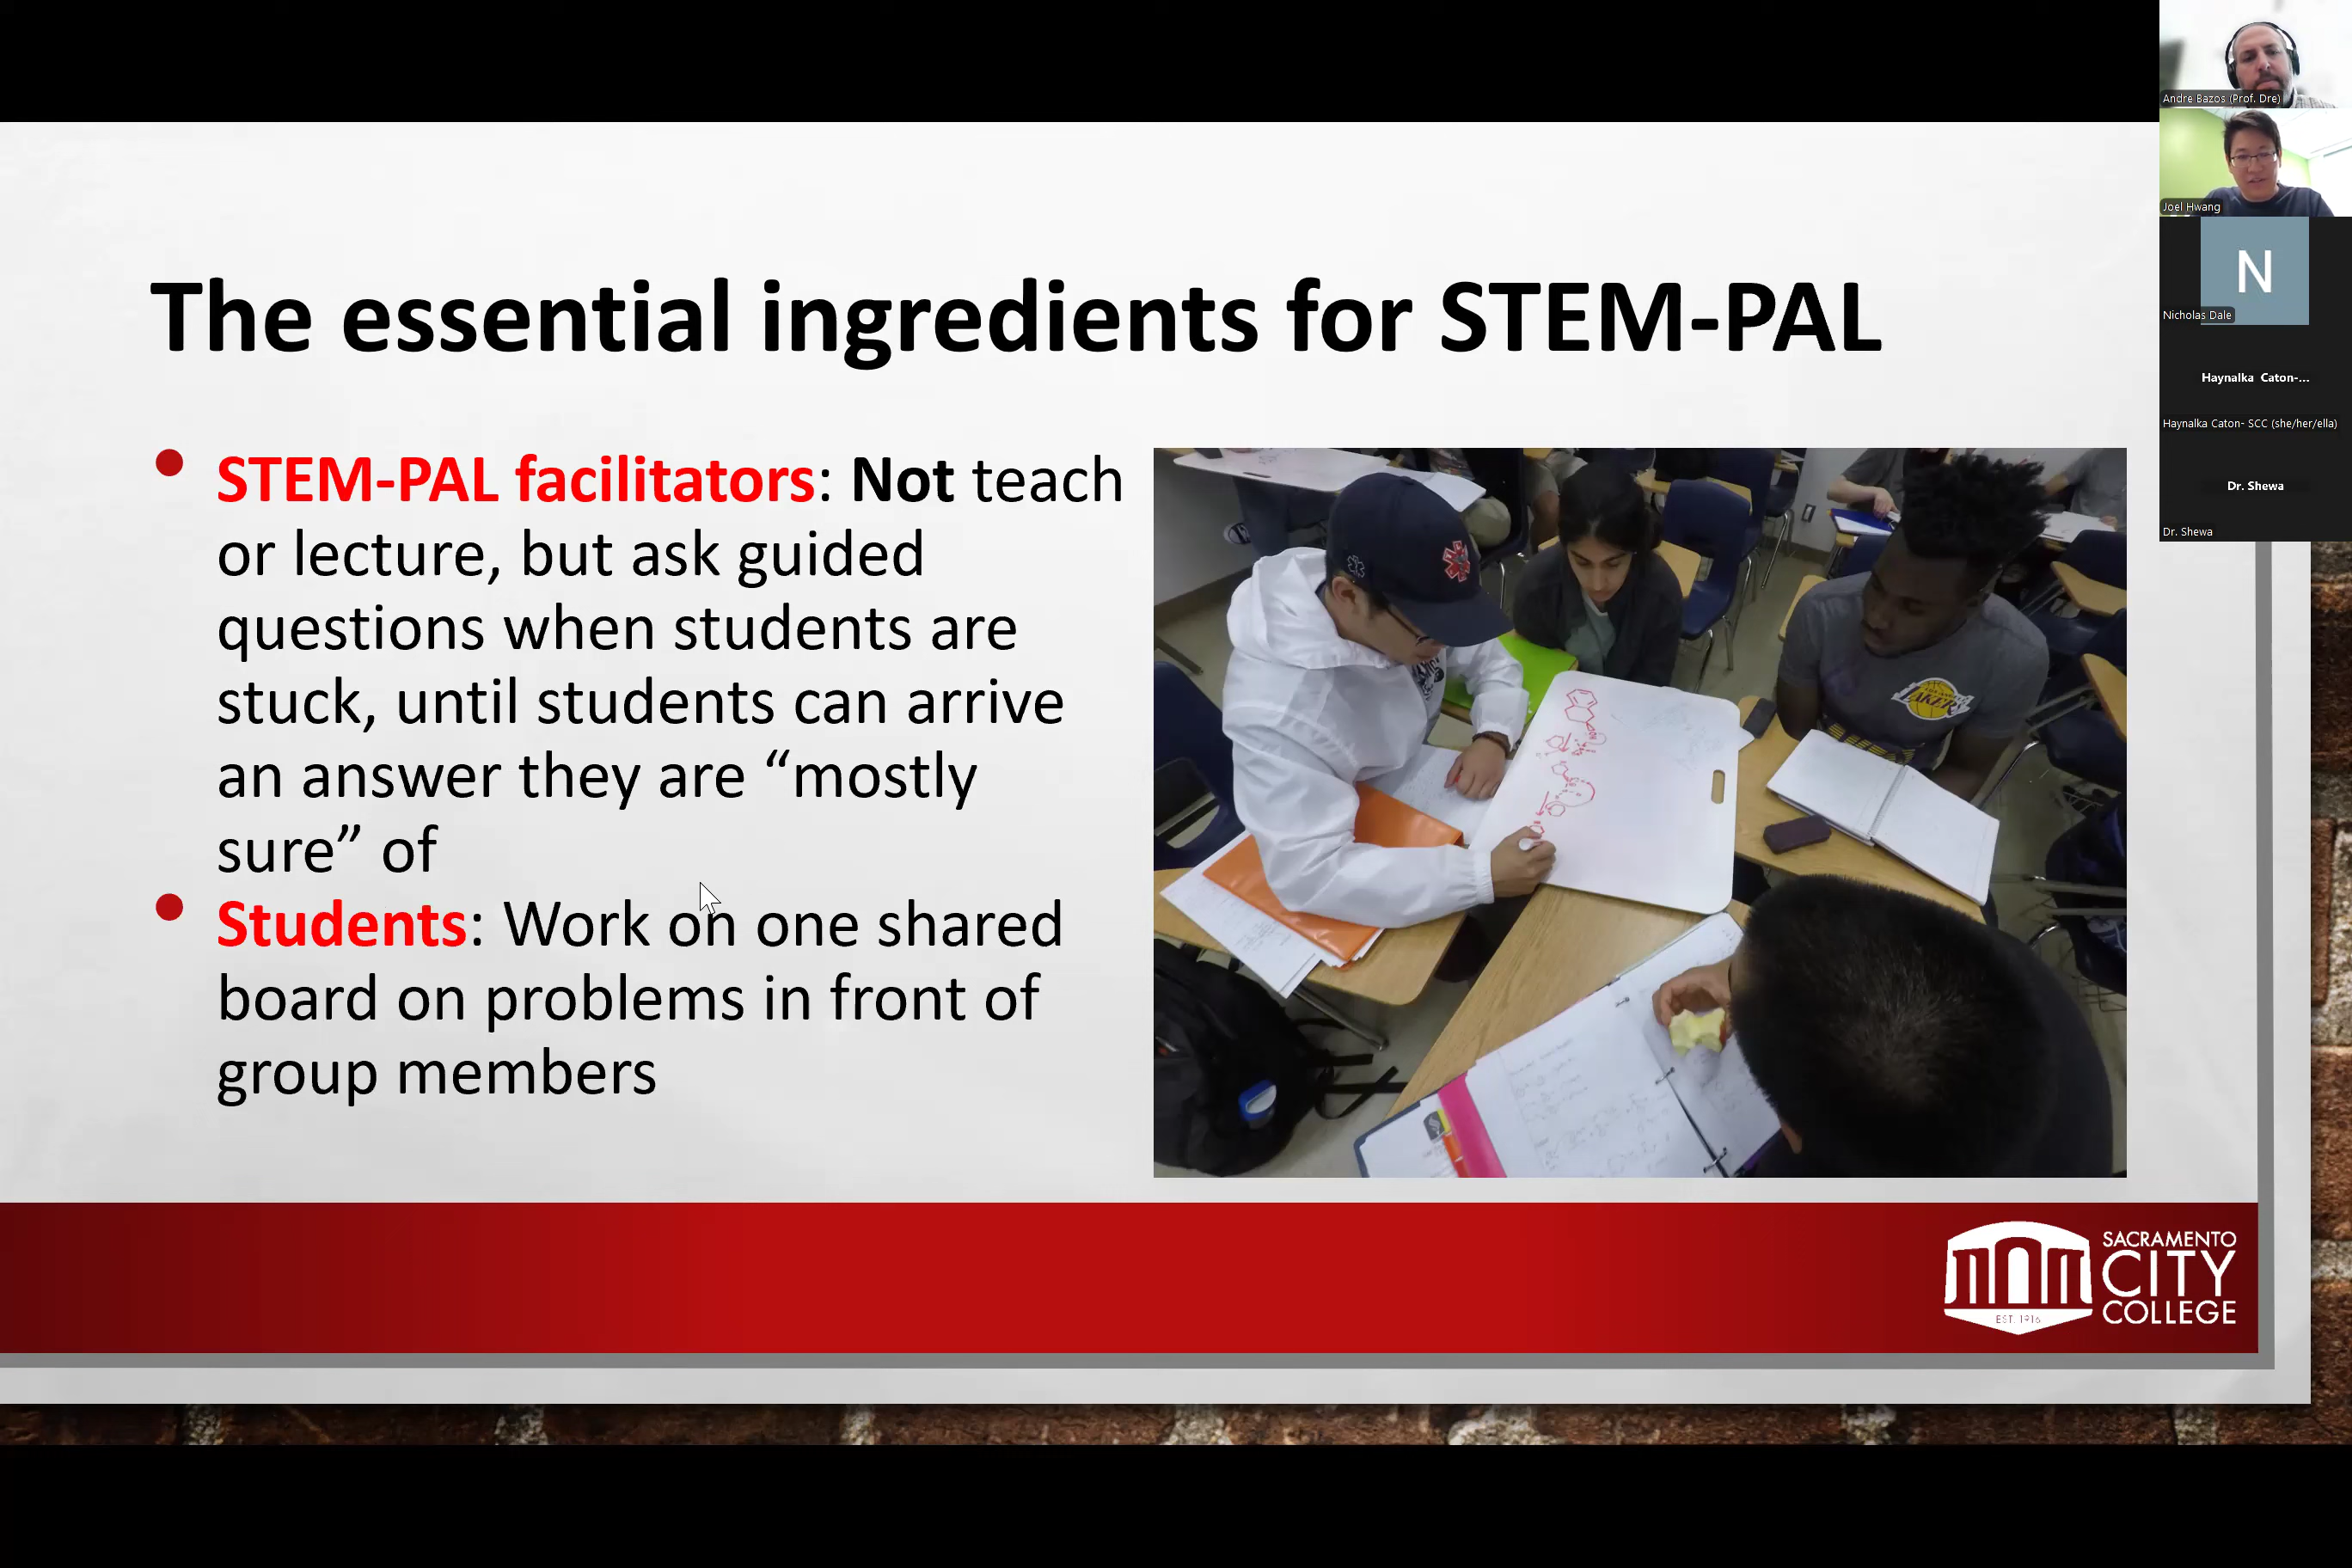 The essential ingredients for STEM-PAL
• STEM-PAL facilitators: Not teach
or lecture, but ask guided
questions when students are
stuck, until students can arrive
an answer they are “mostly
sure” of
• Students: Work on one shared
board on problems in front of
group members
LAKERS
SACRAMENTO
CITY
COLLEGE
EST. 1916
Andre Bazos (Prof. Dre)
Joel Hwang
N
Nicholas Dale
Haynalka Caton-...
Haynalka Caton- SCC (she/her/ella)
Dr. Shewa
Dr. Shewa